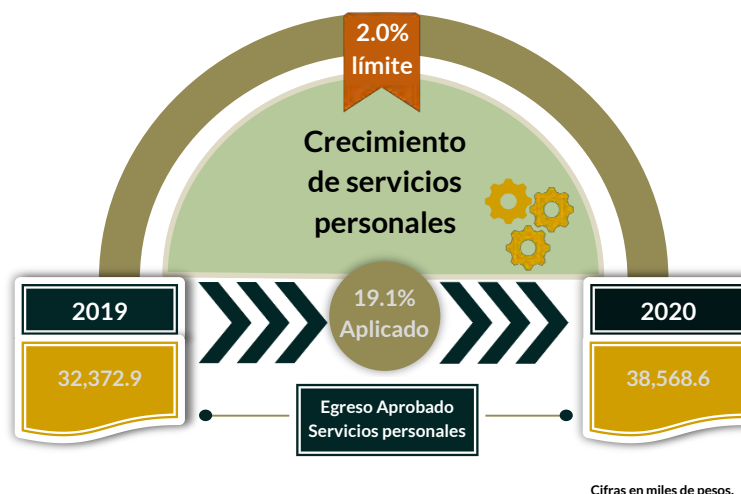 2.0%
límite
Crecimiento
de servicios
personales
2019
19.1%
Aplicado
2020
32,372.9
38,568.6
Egreso Aprobado
Servicios personales
Cifras en miles de pesos.